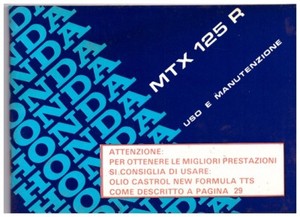 HONDA
HONDA
HONDA
HONDA
HONDA
MTX 125 R
USO E MANUTENZIONE
ATTENZIONE:
PER OTTENERE LE MIGLIORI PRESTAZIONI
SI CONSIGLIA DI USARE:
OLIO CASTROL NEW FORMULA TTS
COME DESCRITTO A PAGINA 29